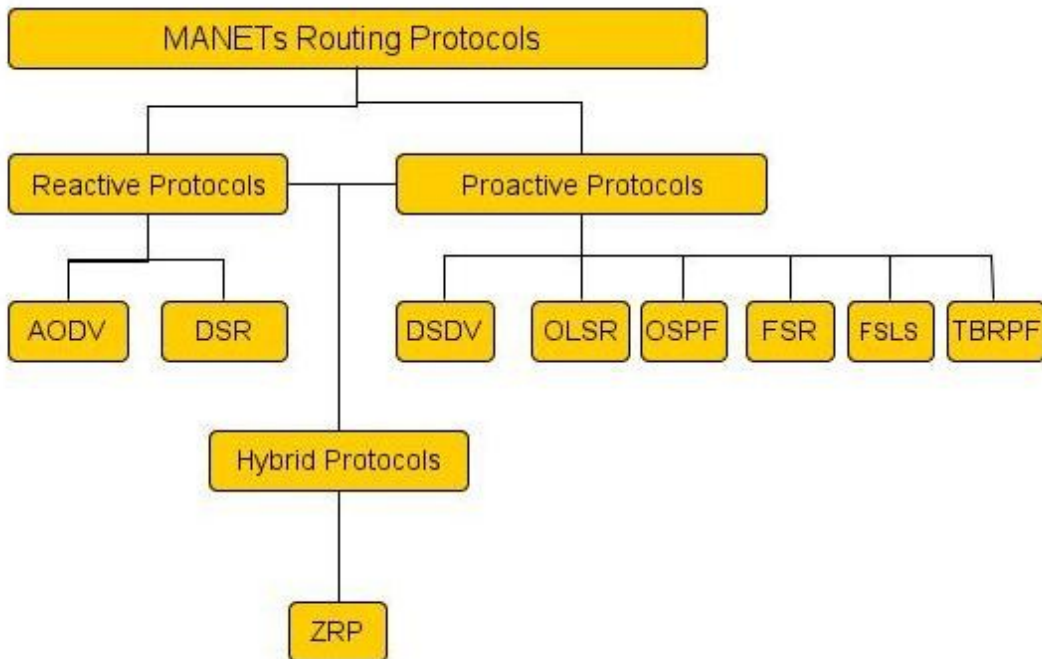 MANETs Routing Protocols
Reactive Protocols
Proactive Protocols
AODV
DSR
DSDV
OLSR
OSPF
FSR
FSLS
TBRPF
Hybrid Protocols
ZRP